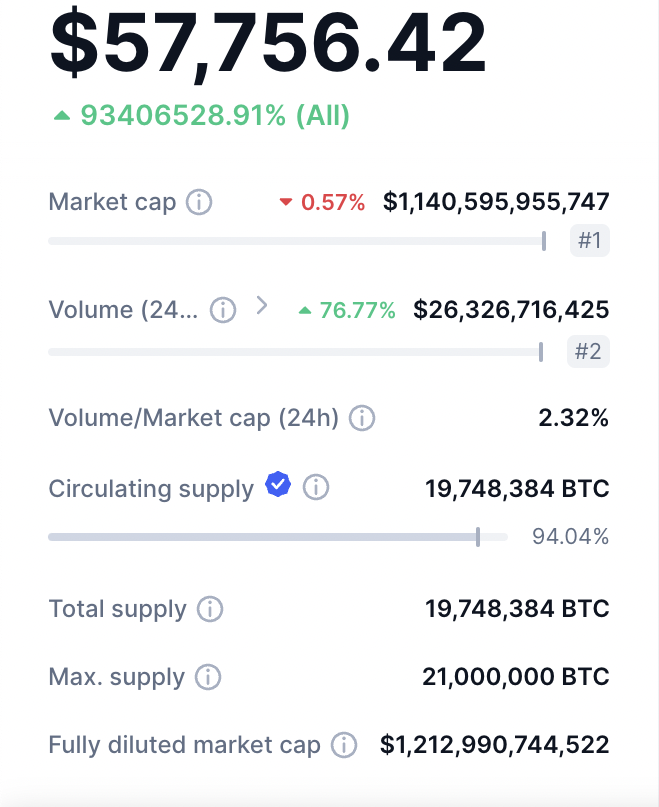 $57,756.42
▲ 93406528.91% (All)
Market cap ▼ 0.57% $1,140,595,955,747
#1
Volume (24... > ▲ 76.77% $26,326,716,425
#2
Volume/Market cap (24h) 2.32%
Circulating supply 19,748,384 BTC
94.04%
Total supply 19,748,384 BTC
Max. supply 21,000,000 BTC
Fully diluted market cap $1,212,990,744,522